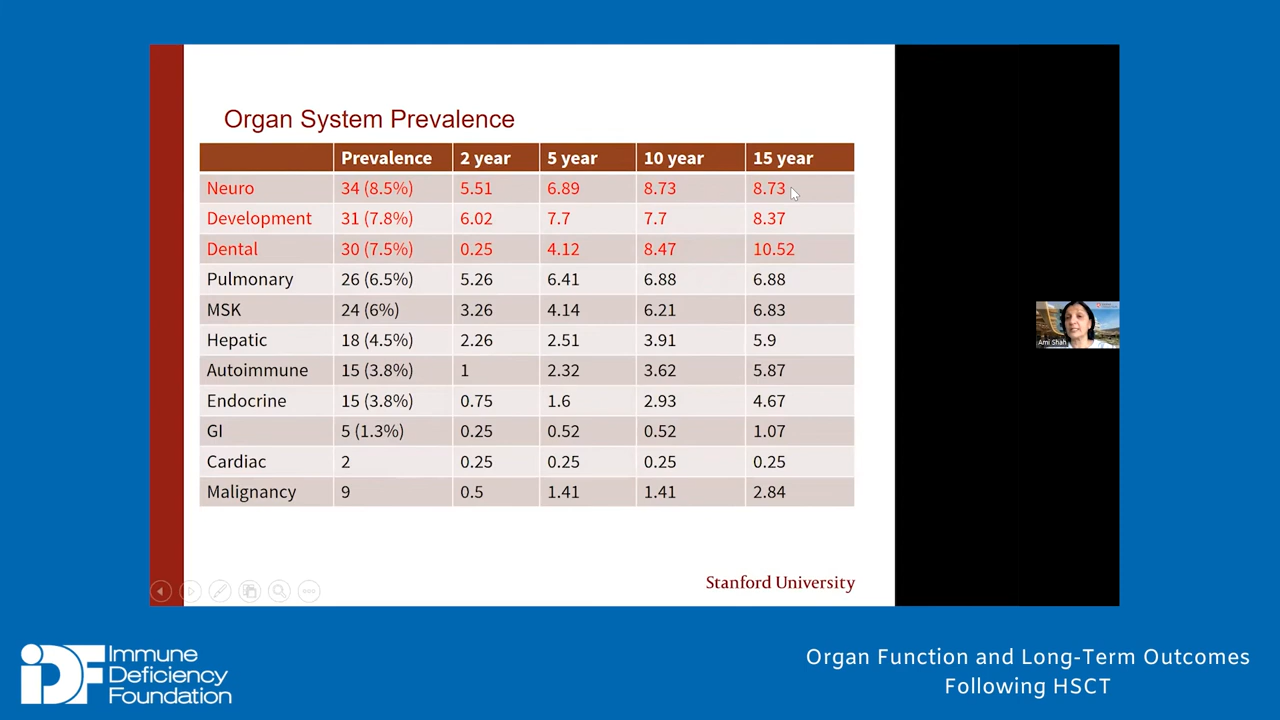 Organ System Prevalence
Prevalence 2 year 5 year 10 year 15 year
Neuro 34 (8.5%) 5.51 6.89 8.73 8.73
Development 31 (7.8%) 6.02 7.7 7.7 8.37
Dental 30 (7.5%) 0.25 4.12 8.47 10.52
Pulmonary 26 (6.5%) 5.26 6.41 6.88 6.88
MSK 24 (6%) 3.26 4.14 6.21 6.83
Hepatic 18 (4.5%) 2.26 2.51 3.91 5.9
Autoimmune 15 (3.8%) 1 2.32 3.62 5.87
Endocrine 15 (3.8%) 0.75 1.6 2.93 4.67
GI 5 (1.3%) 0.25 0.52 0.52 1.07
Cardiac 2 0.25 0.25 0.25 0.25
Malignancy 9 0.5 1.41 1.41 2.84
Stanford University
Ami Shah
IDF Immune
Deficiency
Foundation
Organ Function and Long-Term Outcomes
Following HSCT